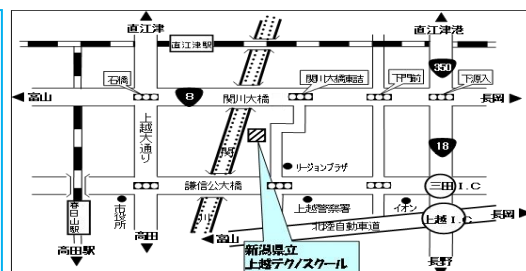 直江津
直江津港
直江津駅
350
石橋
関川大橋東詰
下門前
下源入
富山
8
関川大橋
長岡
上越大通り
関
18
リージョンプラザ
謙信公大橋
三田I.C
春日山駅
市役所
川
上越警察署
イオン
上越I.C
長岡
北陸自動車道
高田駅
高田
富山
長野
新潟県立
上越テクノスクール